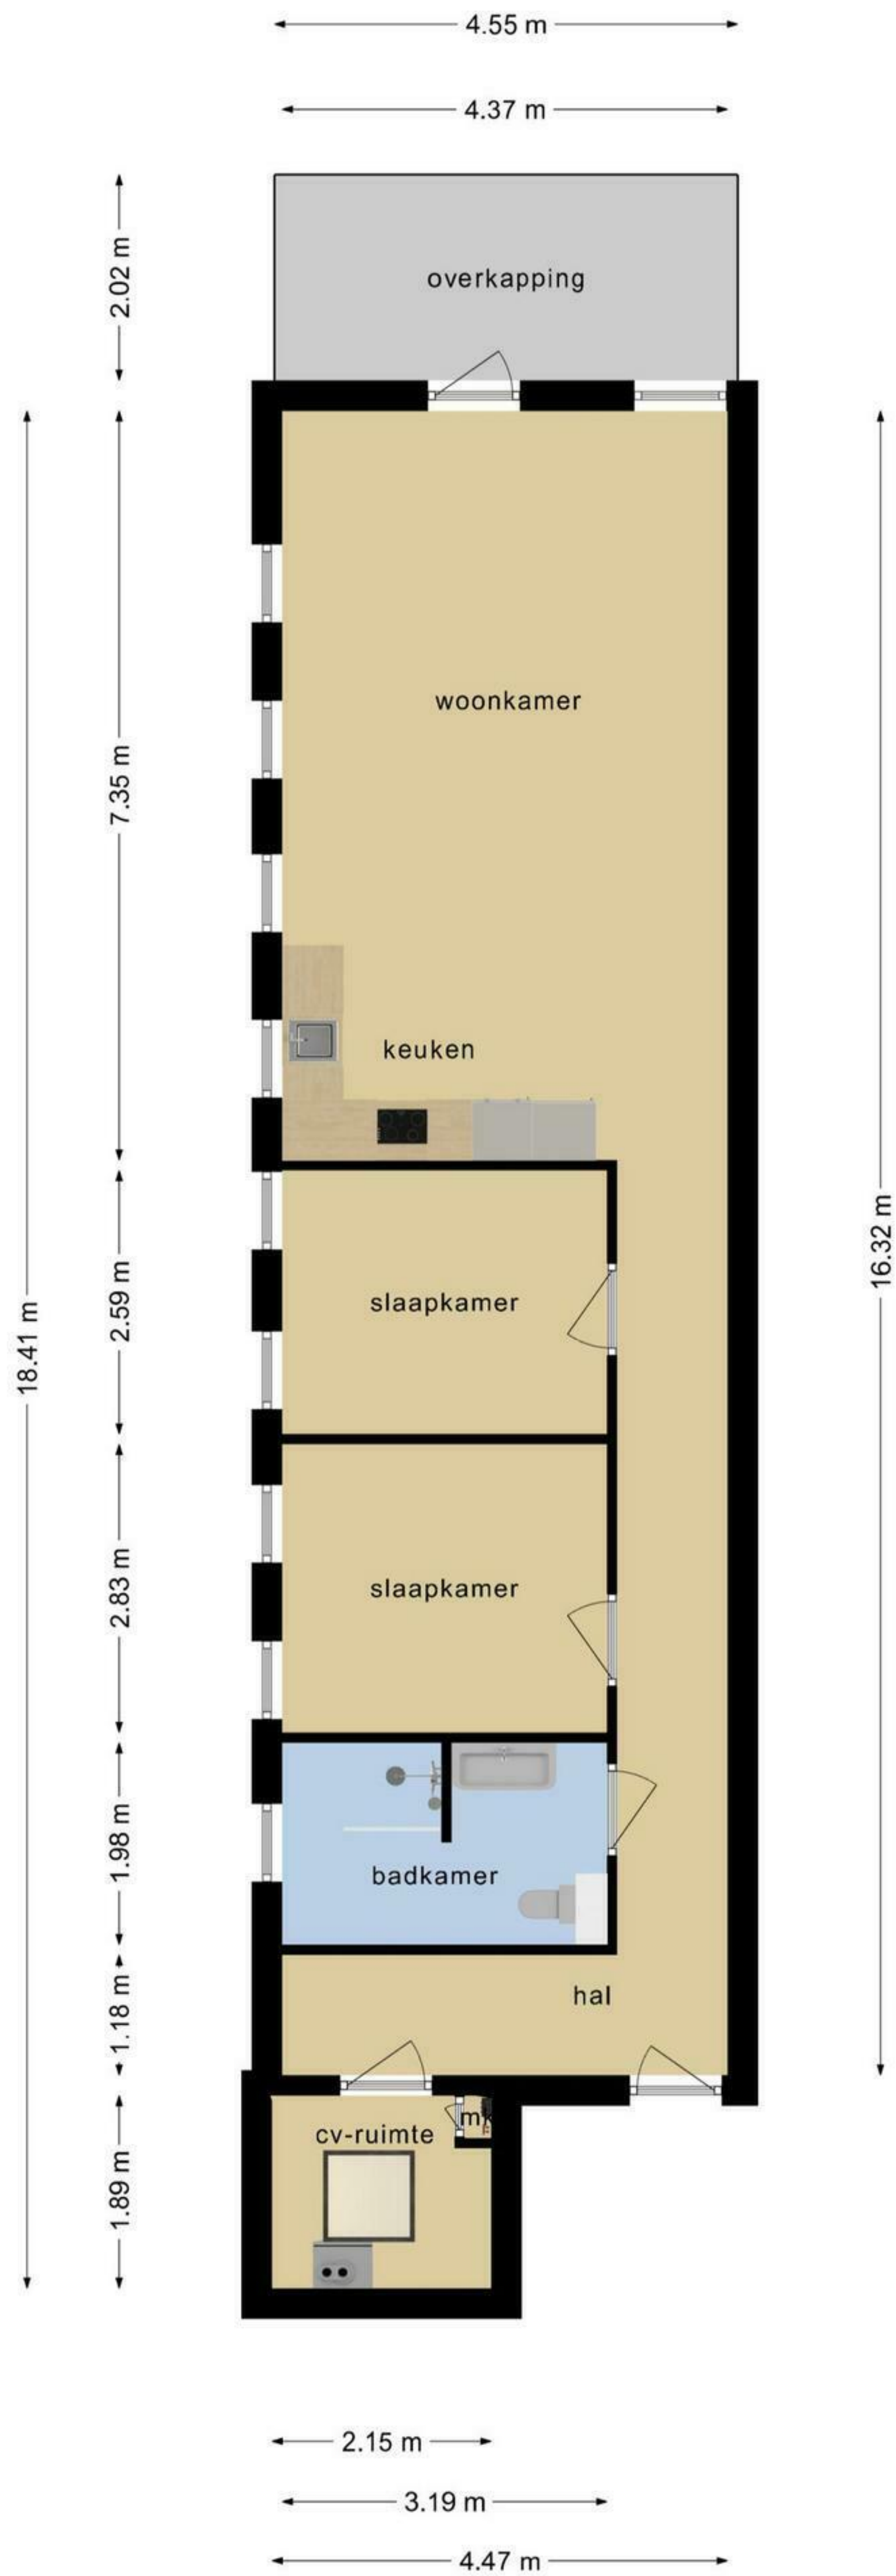 4.55 m
4.37 m
2.02 m
overkapping
7.35 m
woonkamer
keuken
16.32 m
18.41 m
2.59 m
slaapkamer
2.83 m
slaapkamer
1.98 m
badkamer
1.18 m
hal
mk
cv-ruimte
1.89 m
2.15 m
3.19 m
4.47 m